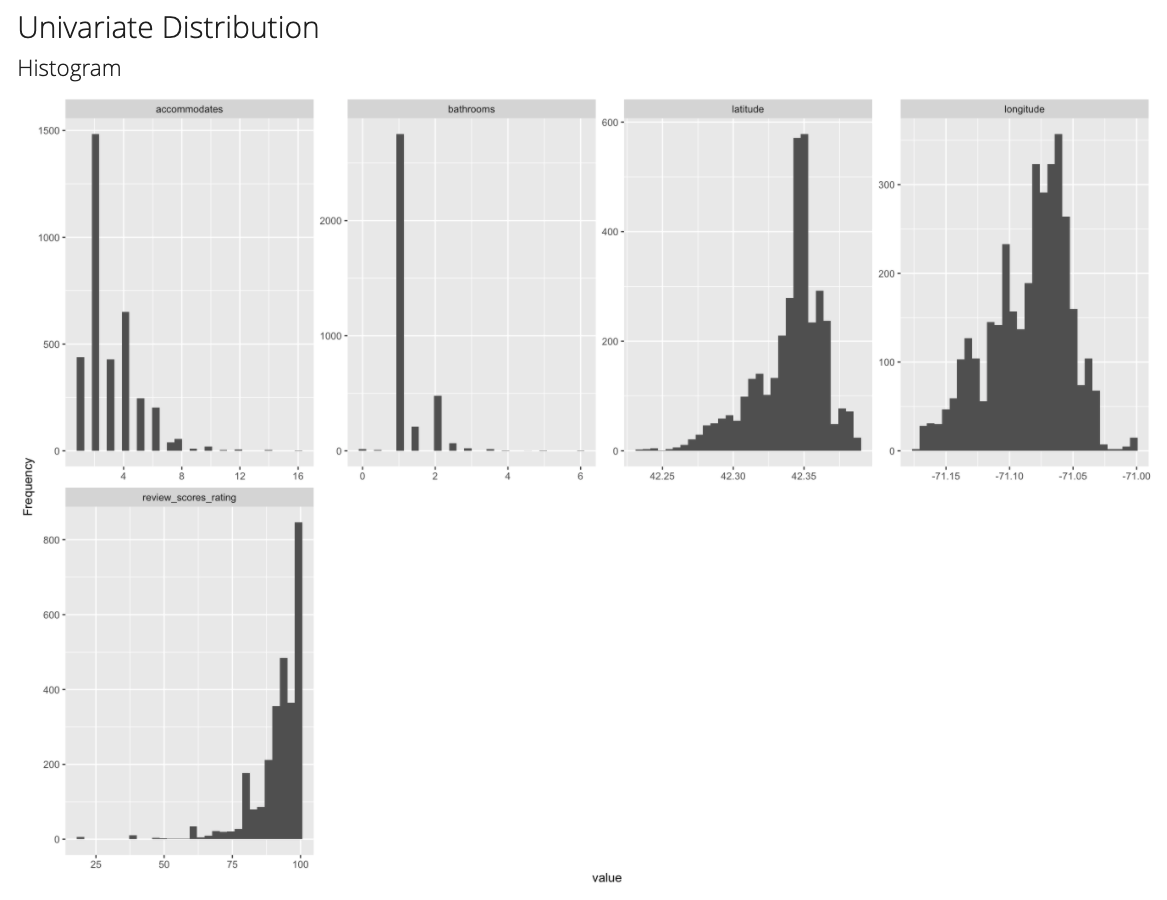 Univariate Distribution
Histogram
accommodates
bathrooms
latitude
longitude
1500
1000
500
0
4 8 12 16
2000
1000
0
0 2 4 6
600
400
200
0
42.25 42.30 42.35
300
200
100
0
-71.15 -71.10 -71.05 -71.00
Frequency
review_scores_rating
800
600
400
200
0
25 50 75 100
value